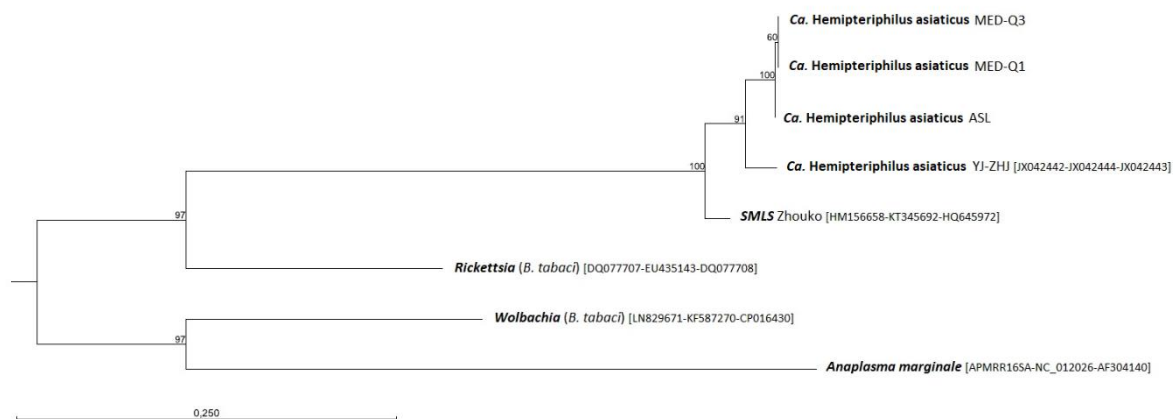 Ca. Hemipteriphilus asiaticus MED-Q3
60
Ca. Hemipteriphilus asiaticus MED-Q1
100
Ca. Hemipteriphilus asiaticus ASL
91
Ca. Hemipteriphilus asiaticus YJ-ZHJ [JX042442-JX042444-JX042443]
100
SMLS Zhouko [HM156658-KT345692-HQ645972]
97
Rickettsia (B. tabaci) [DQ077707-EU435143-DQ077708]
Wolbachia (B. tabaci) [LN829671-KF587270-CP016430]
97
Anaplasma marginale [APMRR16SA-NC_012026-AF304140]
0,250